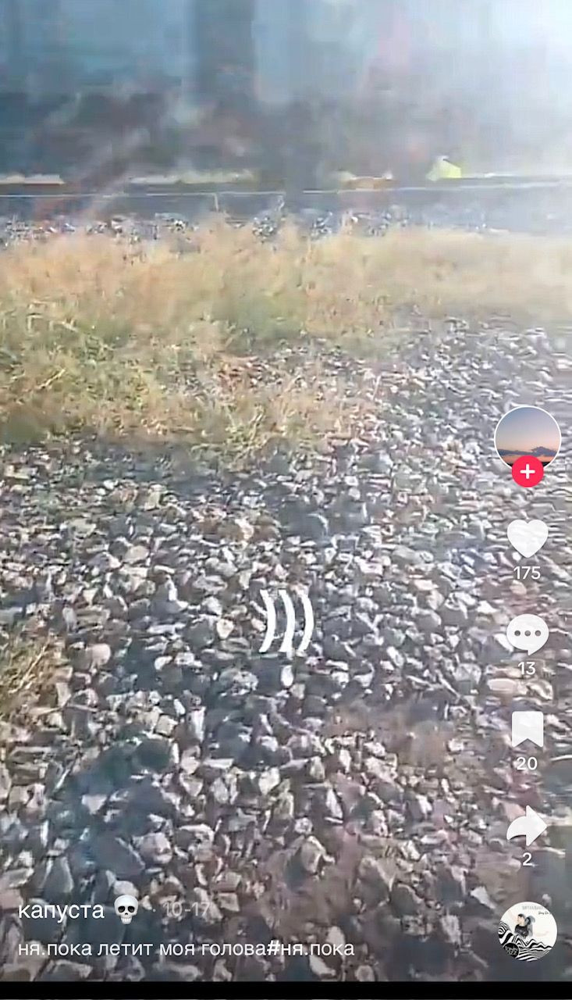 175
13
)))
20
2
капуста 💀 · 10-17
ня.пока летит моя голова#ня.пока